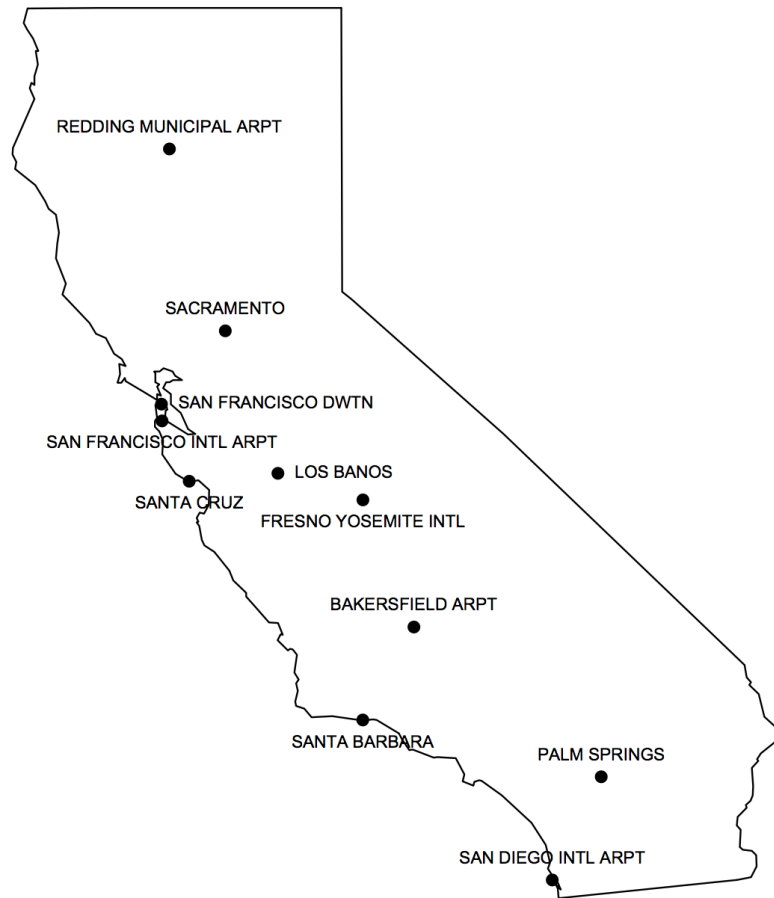 REDDING MUNICIPAL ARPT
SACRAMENTO
SAN FRANCISCO DWTN
SAN FRANCISCO INTL ARPT
LOS BANOS
SANTA CRUZ
FRESNO YOSEMITE INTL
BAKERSFIELD ARPT
SANTA BARBARA
PALM SPRINGS
SAN DIEGO INTL ARPT